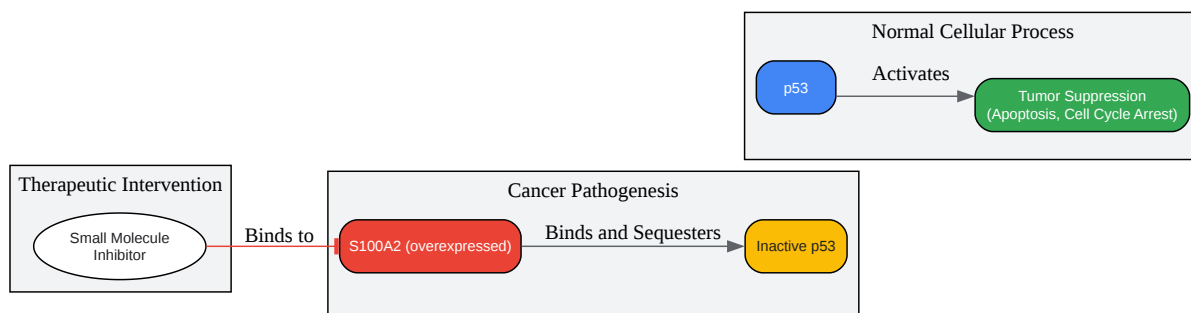 Normal Cellular Process
p53
Activates
Tumor Suppression
(Apoptosis, Cell Cycle Arrest)
Therapeutic Intervention
Small Molecule
Inhibitor
Binds to
Cancer Pathogenesis
S100A2 (overexpressed)
Binds and Sequesters
Inactive p53